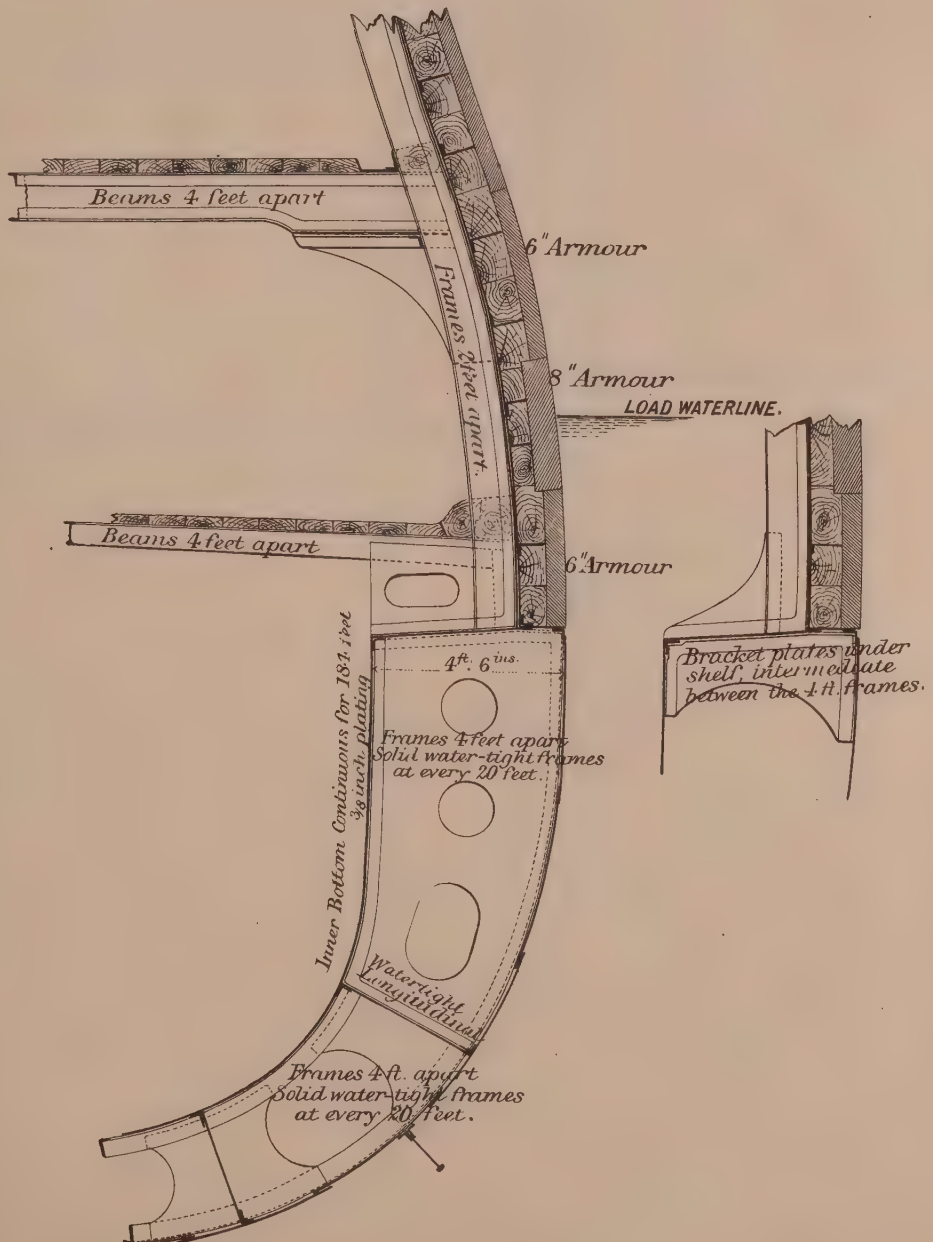 Beams 4 feet apart
6" Armour
Frames 2 feet apart.
8" Armour
LOAD WATERLINE.
Beams 4 feet apart
6" Armour
Bracket plates under
shelf, intermediate
between the 4 ft. frames.
4 ft. 6 ins.
Inner Bottom Continuous for 184 feet
3/8 inch plating
Frames 4 feet apart
Solid water-tight frames
at every 20 feet.
Watertight
Longitudinal
Frames 4 ft. apart
Solid water-tight frames
at every 20 feet.